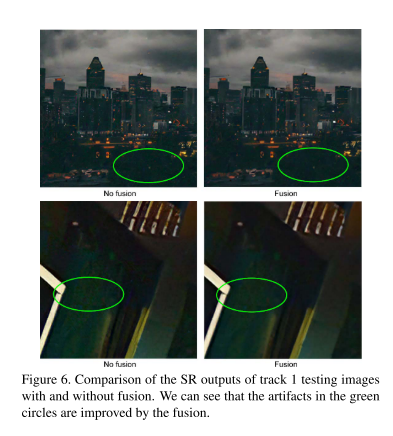 No fusion
Fusion
No fusion
Fusion
Figure 6. Comparison of the SR outputs of track 1 testing images
with and without fusion. We can see that the artifacts in the green
circles are improved by the fusion.